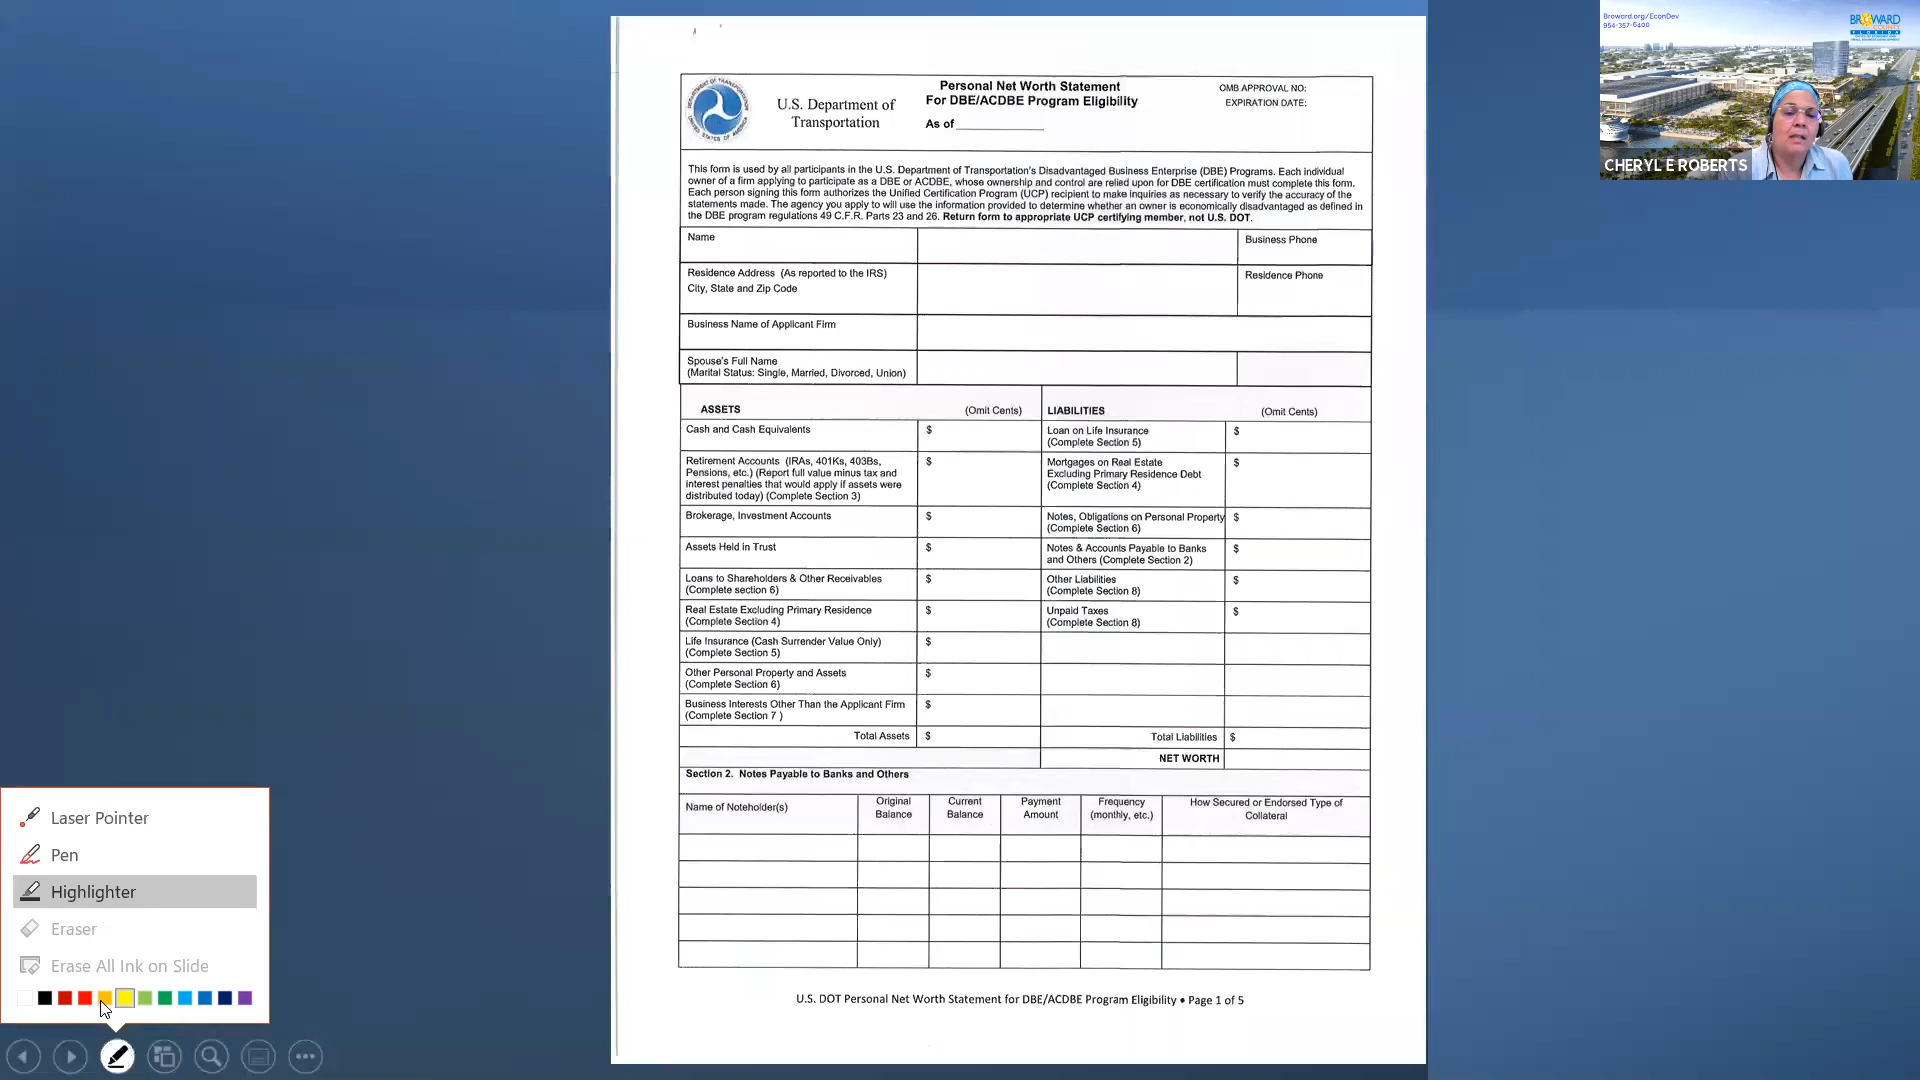 Broward.org/EconDev
954-357-6400
BROWARD
COUNTY
FLORIDA
CHERYL E ROBERTS
U.S. Department of
Transportation
Personal Net Worth Statement
For DBE/ACDBE Program Eligibility
As of
OMB APPROVAL NO:
EXPIRATION DATE:
This form is used by all participants in the U.S. Department of Transportation's Disadvantaged Business Enterprise (DBE) Programs. Each individual
owner of a firm applying to participate as a DBE or ACDBE, whose ownership and control are relied upon for DBE certification must complete this form.
Each person signing this form authorizes the Unified Certification Program (UCP) recipient to make inquiries as necessary to verify the accuracy of the
statements made. The agency you apply to will use the information provided to determine whether an owner is economically disadvantaged as defined in
the DBE program regulations 49 C.F.R. Parts 23 and 26. Return form to appropriate UCP certifying member, not U.S. DOT.
Name
Business Phone
Residence Address (As reported to the IRS)
City, State and Zip Code
Residence Phone
Business Name of Applicant Firm
Spouse's Full Name
(Marital Status: Single, Married, Divorced, Union)
ASSETS (Omit Cents) LIABILITIES (Omit Cents)
Cash and Cash Equivalents $
Loan on Life Insurance
(Complete Section 5) $
Retirement Accounts (IRAs, 401Ks, 403Bs,
Pensions, etc.) (Report full value minus tax and
interest penalties that would apply if assets were
distributed today) (Complete Section 3) $
Mortgages on Real Estate
Excluding Primary Residence Debt
(Complete Section 4) $
Brokerage, Investment Accounts $
Notes, Obligations on Personal Property
(Complete Section 6) $
Assets Held in Trust $
Notes & Accounts Payable to Banks
and Others (Complete Section 2) $
Loans to Shareholders & Other Receivables
(Complete section 6) $
Other Liabilities
(Complete Section 8) $
Real Estate Excluding Primary Residence
(Complete Section 4) $
Unpaid Taxes
(Complete Section 8) $
Life Insurance (Cash Surrender Value Only)
(Complete Section 5) $
Other Personal Property and Assets
(Complete Section 6) $
Business Interests Other Than the Applicant Firm
(Complete Section 7 ) $
Total Assets $ Total Liabilities $
NET WORTH
Section 2. Notes Payable to Banks and Others
Name of Noteholder(s)
Original
Balance
Current
Balance
Payment
Amount
Frequency
(monthly, etc.)
How Secured or Endorsed Type of
Collateral
U.S. DOT Personal Net Worth Statement for DBE/ACDBE Program Eligibility • Page 1 of 5
Laser Pointer
Pen
Highlighter
Eraser
Erase All Ink on Slide